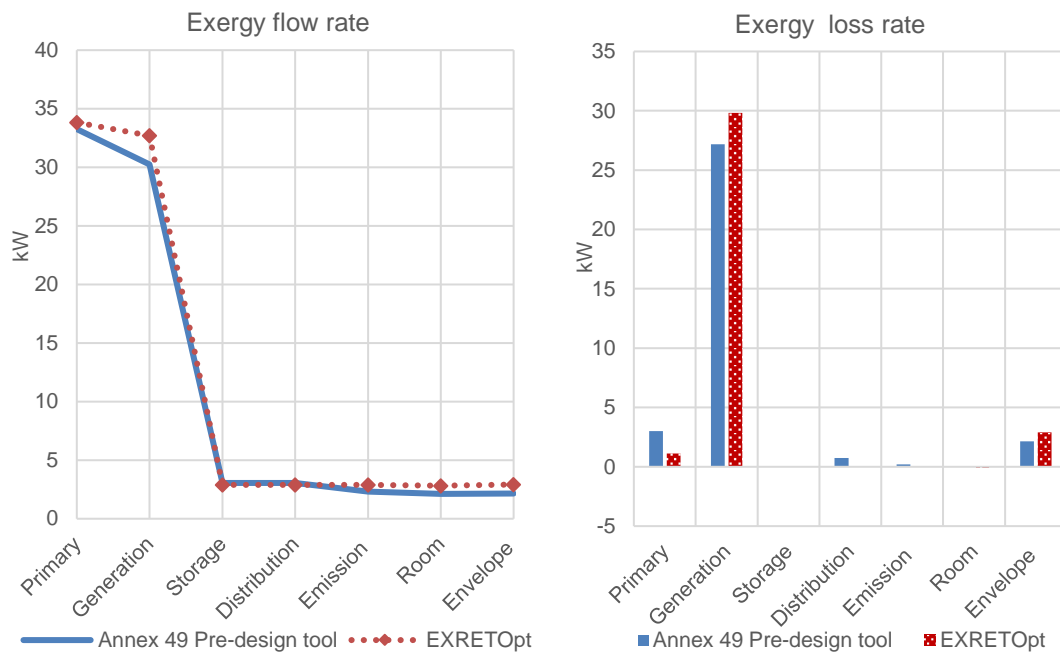 Exergy flow rate
40
35
30
25
20
15
10
5
0
kW
Primary
Generation
Storage
Distribution
Emission
Room
Envelope
Annex 49 Pre-design tool
EXRETOpt
Exergy loss rate
35
30
25
20
15
10
5
0
-5
kW
Primary
Generation
Storage
Distribution
Emission
Room
Envelope
Annex 49 Pre-design tool
EXRETOpt